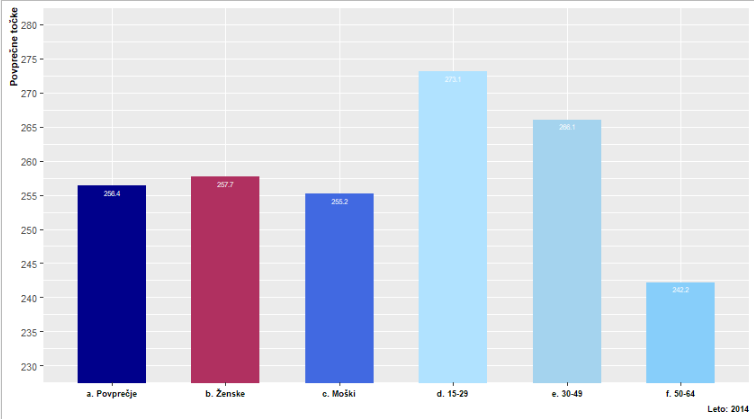 Povprečne točke
280
275
270
265
260
255
250
245
240
235
230
256.4
257.7
255.2
273.1
266.1
242.2
a. Povprečje
b. Ženske
c. Moški
d. 15-29
e. 30-49
f. 50-64
Leto: 2014